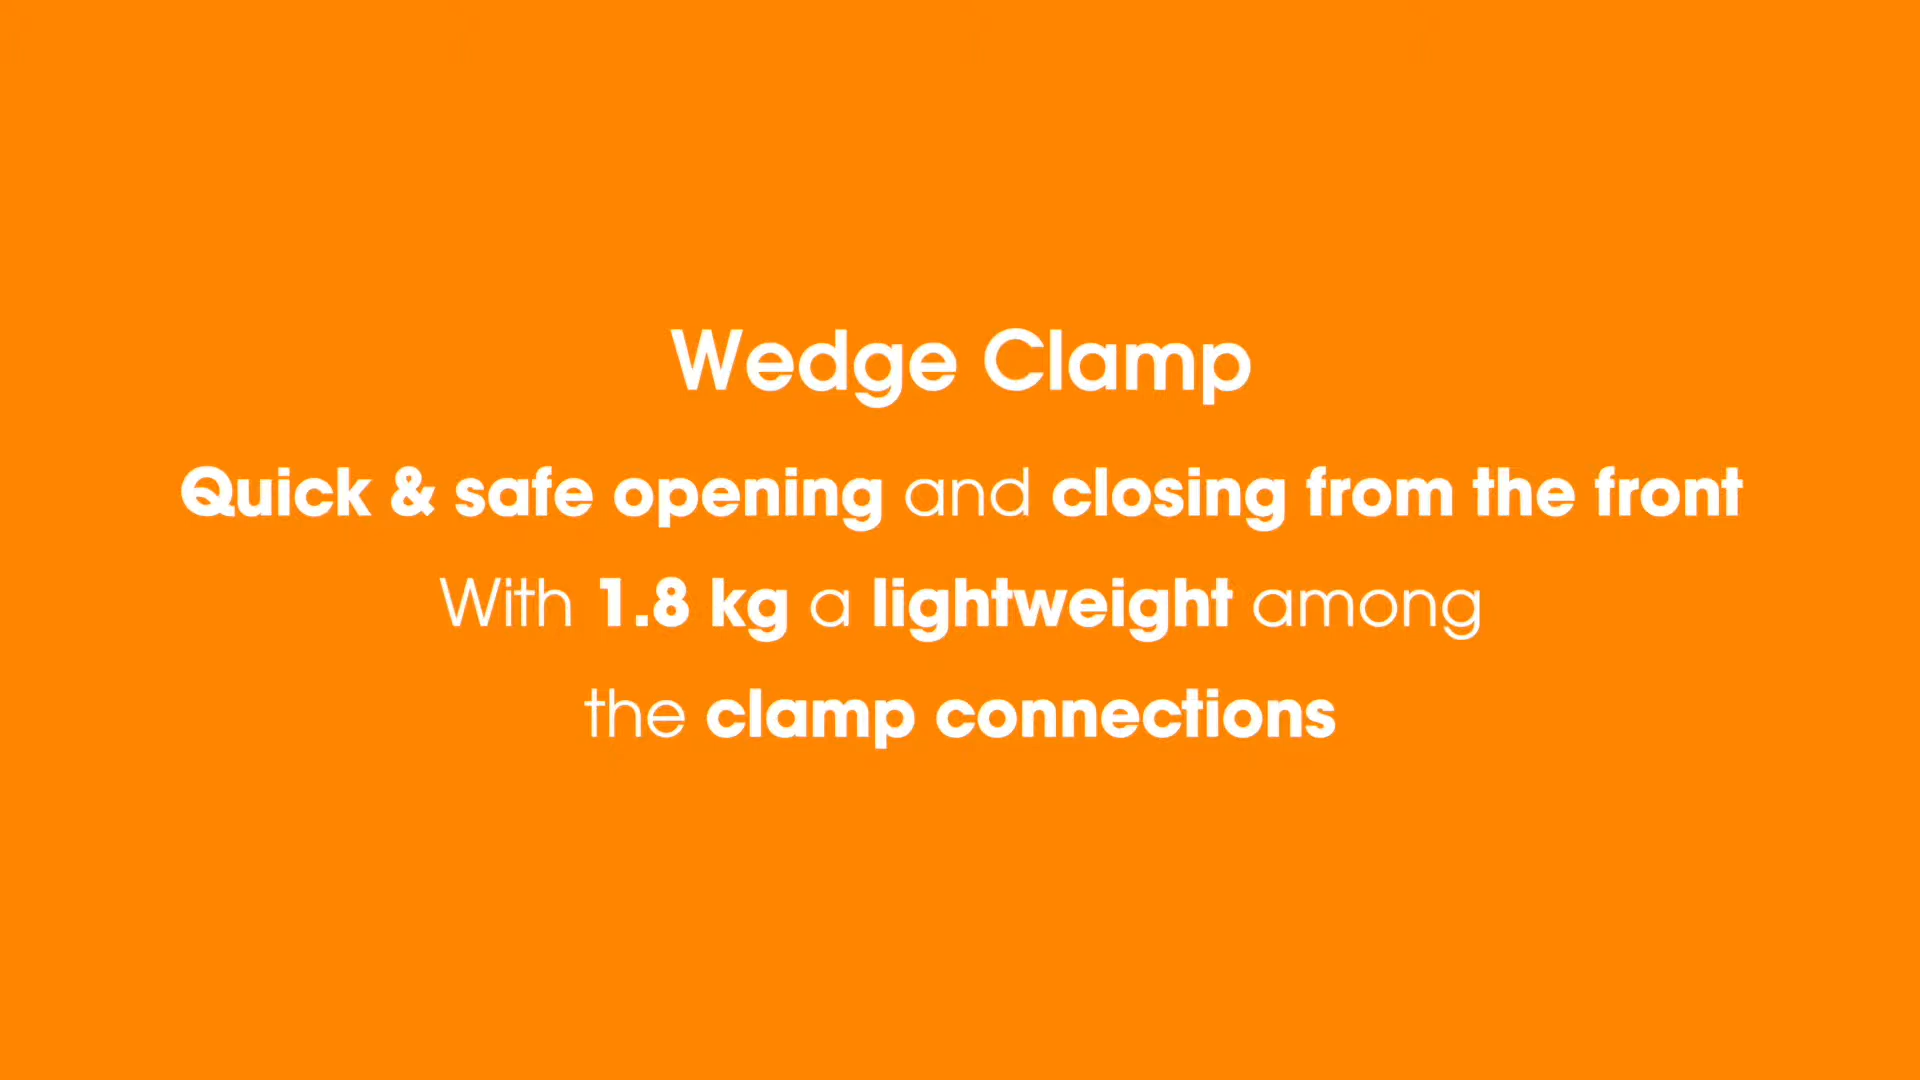 Wedge Clamp
Quick & safe opening and closing from the front
With 1.8 kg a lightweight among
the clamp connections